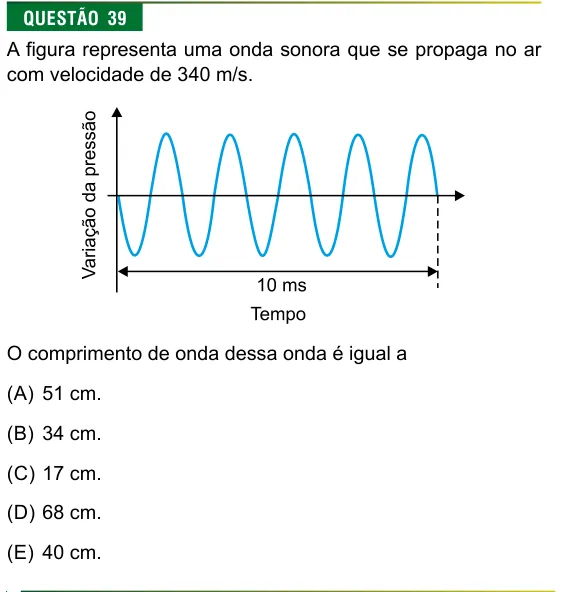 QUESTÃO 39
A figura representa uma onda sonora que se propaga no ar
com velocidade de 340 m/s.
Variação da pressão
10 ms
Tempo
O comprimento de onda dessa onda é igual a
(A) 51 cm.
(B) 34 cm.
(C) 17 cm.
(D) 68 cm.
(E) 40 cm.